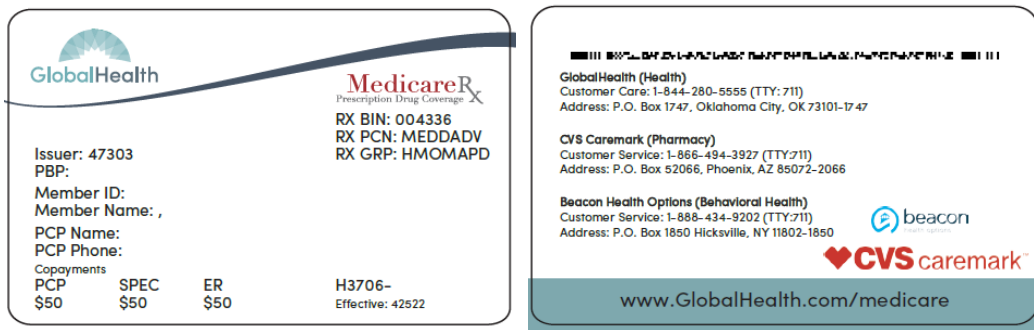 GlobalHealth
MedicareRx
Prescription Drug Coverage
RX BIN: 004336
RX PCN: MEDDADV
RX GRP: HMOMAPD
Issuer: 47303
PBP:
Member ID:
Member Name: ,
PCP Name:
PCP Phone:
Copayments
PCP SPEC ER
$50 $50 $50
H3706-
Effective: 42522
GlobalHealth (Health)
Customer Care: 1-844-280-5555 (TTY: 711)
Address: P.O. Box 1747, Oklahoma City, OK 73101-1747
CVS Caremark (Pharmacy)
Customer Service: 1-866-494-3927 (TTY:711)
Address: P.O. Box 52066, Phoenix, AZ 85072-2066
Beacon Health Options (Behavioral Health)
Customer Service: 1-888-434-9202 (TTY:711)
Address: P.O. Box 1850 Hicksville, NY 11802-1850
beacon
health options
CVS caremark™
www.GlobalHealth.com/medicare